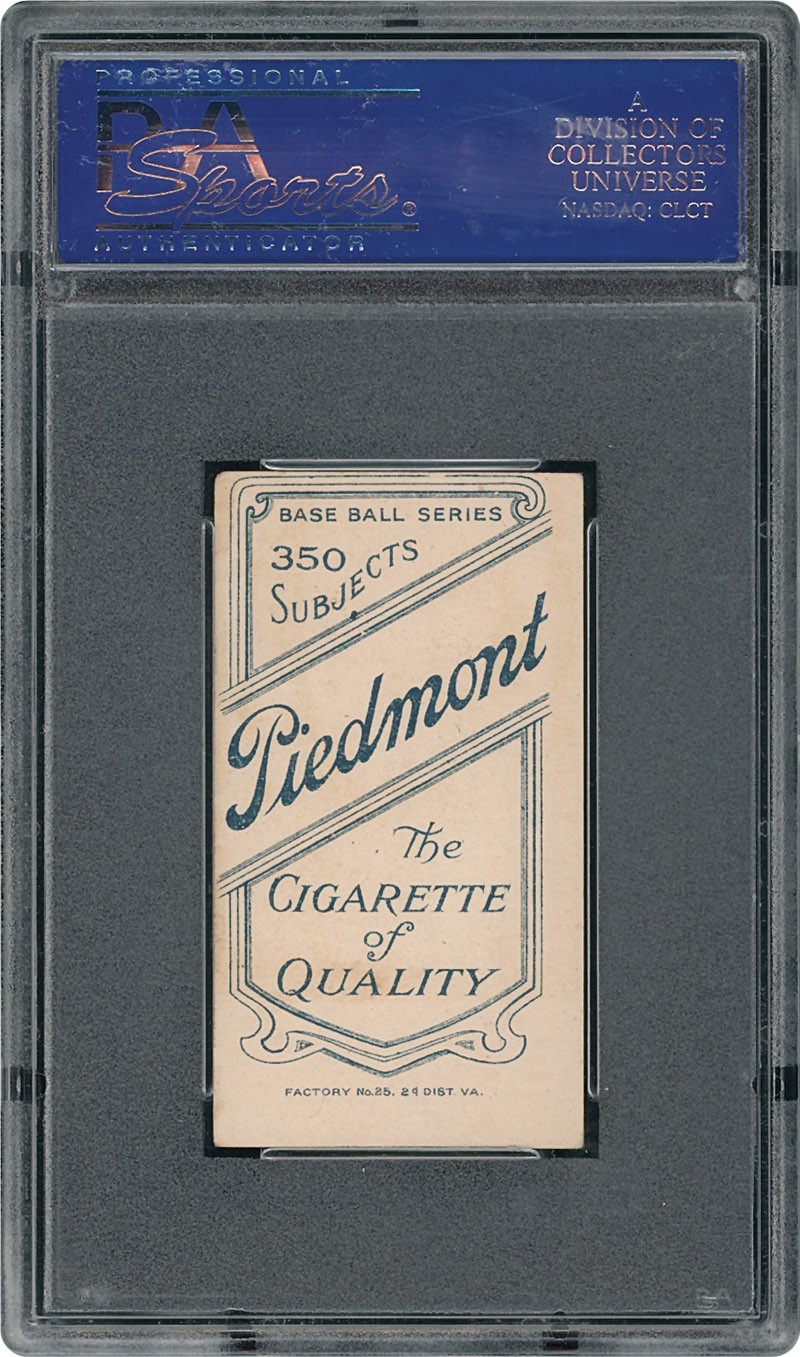 PROFESSIONAL
PSA
Sports®
AUTHENTICATOR
A
DIVISION OF
COLLECTORS
UNIVERSE
NASDAQ: CLCT
BASE BALL SERIES
350
SUBJECTS
Piedmont
The
CIGARETTE
of
QUALITY
FACTORY No.25, 2d DIST. VA.
PSA